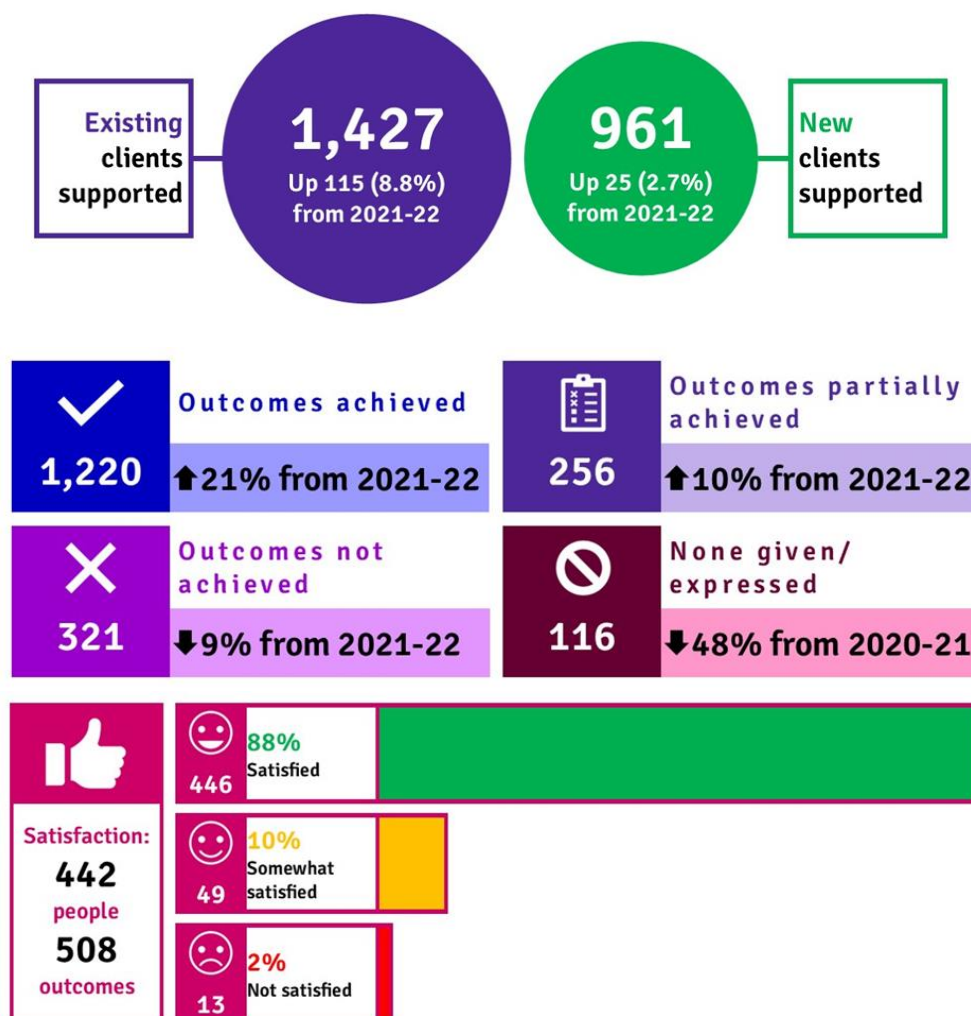 Existing
clients
supported
1,427
Up 115 (8.8%)
from 2021-22
961
Up 25 (2.7%)
from 2021-22
New
clients
supported
1,220
Outcomes achieved
↑21% from 2021-22
256
Outcomes partially
achieved
↑10% from 2021-22
321
Outcomes not
achieved
↓9% from 2021-22
116
None given/
expressed
↓48% from 2020-21
Satisfaction:
442
people
508
outcomes
446
88%
Satisfied
49
10%
Somewhat
satisfied
13
2%
Not satisfied